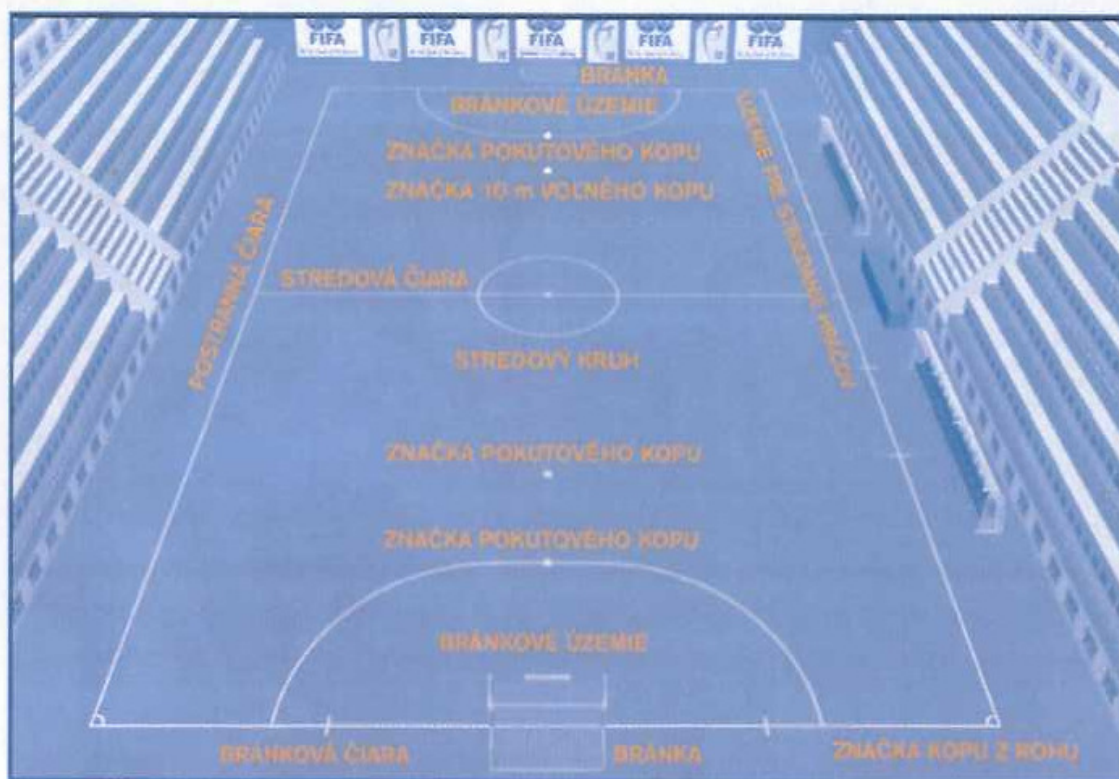 FIFA FIFA FIFA FIFA FIFA
BRÁNKA
BRÁNKOVÉ ÚZEMIE
ZNAČKA POKUTOVÉHO KOPU
ZNAČKA 10 m VOĽNÉHO KOPU
ÚZEMIE PRE STRIEDANIE HRÁČOV
POSTRANNÁ ČIARA
STREDOVÁ ČIARA
STREDOVÝ KRUH
ZNAČKA POKUTOVÉHO KOPU
ZNAČKA POKUTOVÉHO KOPU
BRÁNKOVÉ ÚZEMIE
BRÁNKOVÁ ČIARA
BRÁNKA
ZNAČKA KOPU Z ROHU